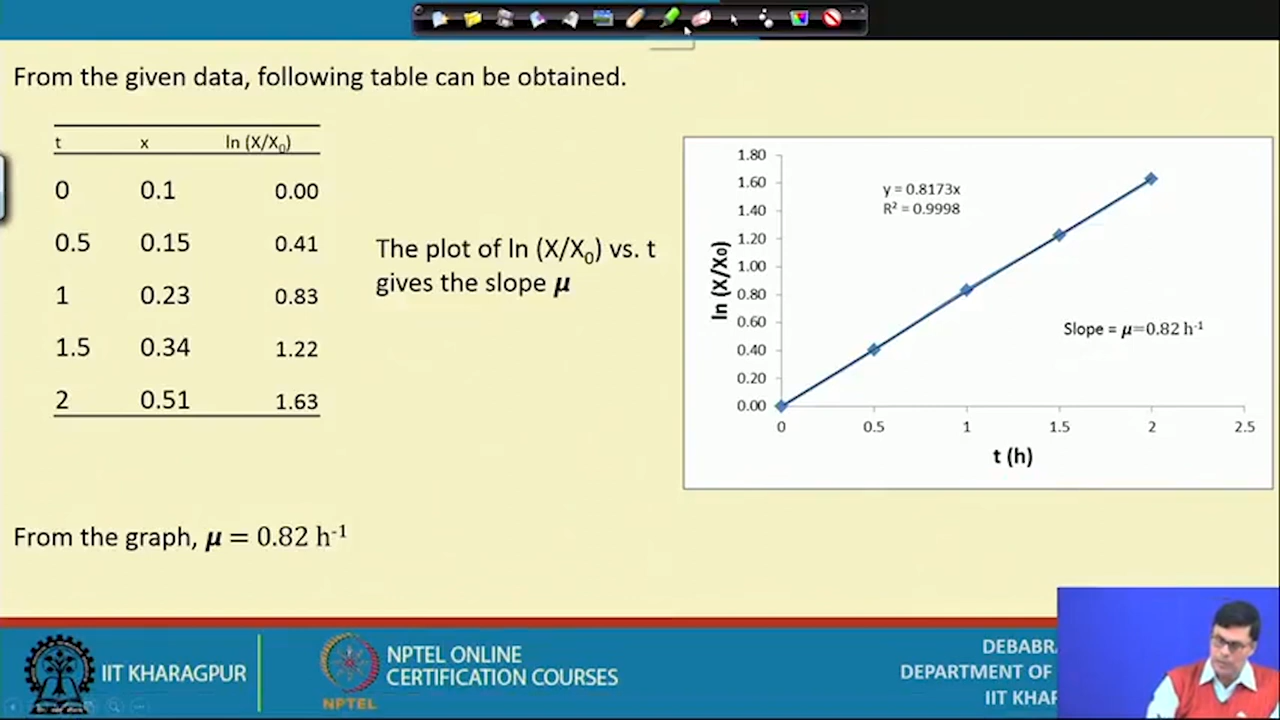 From the given data, following table can be obtained.
t x ln (X/X₀)
0 0.1 0.00
0.5 0.15 0.41
1 0.23 0.83
1.5 0.34 1.22
2 0.51 1.63
The plot of ln (X/X₀) vs. t
gives the slope μ
1.80
1.60
1.40
1.20
1.00
0.80
0.60
0.40
0.20
0.00
ln (X/X₀)
y = 0.8173x
R² = 0.9998
Slope = μ=0.82 h⁻¹
0 0.5 1 1.5 2 2.5
t (h)
From the graph, μ = 0.82 h⁻¹
IIT KHARAGPUR
NPTEL
NPTEL ONLINE
CERTIFICATION COURSES
DEBABRA
DEPARTMENT OF
IIT KHAR